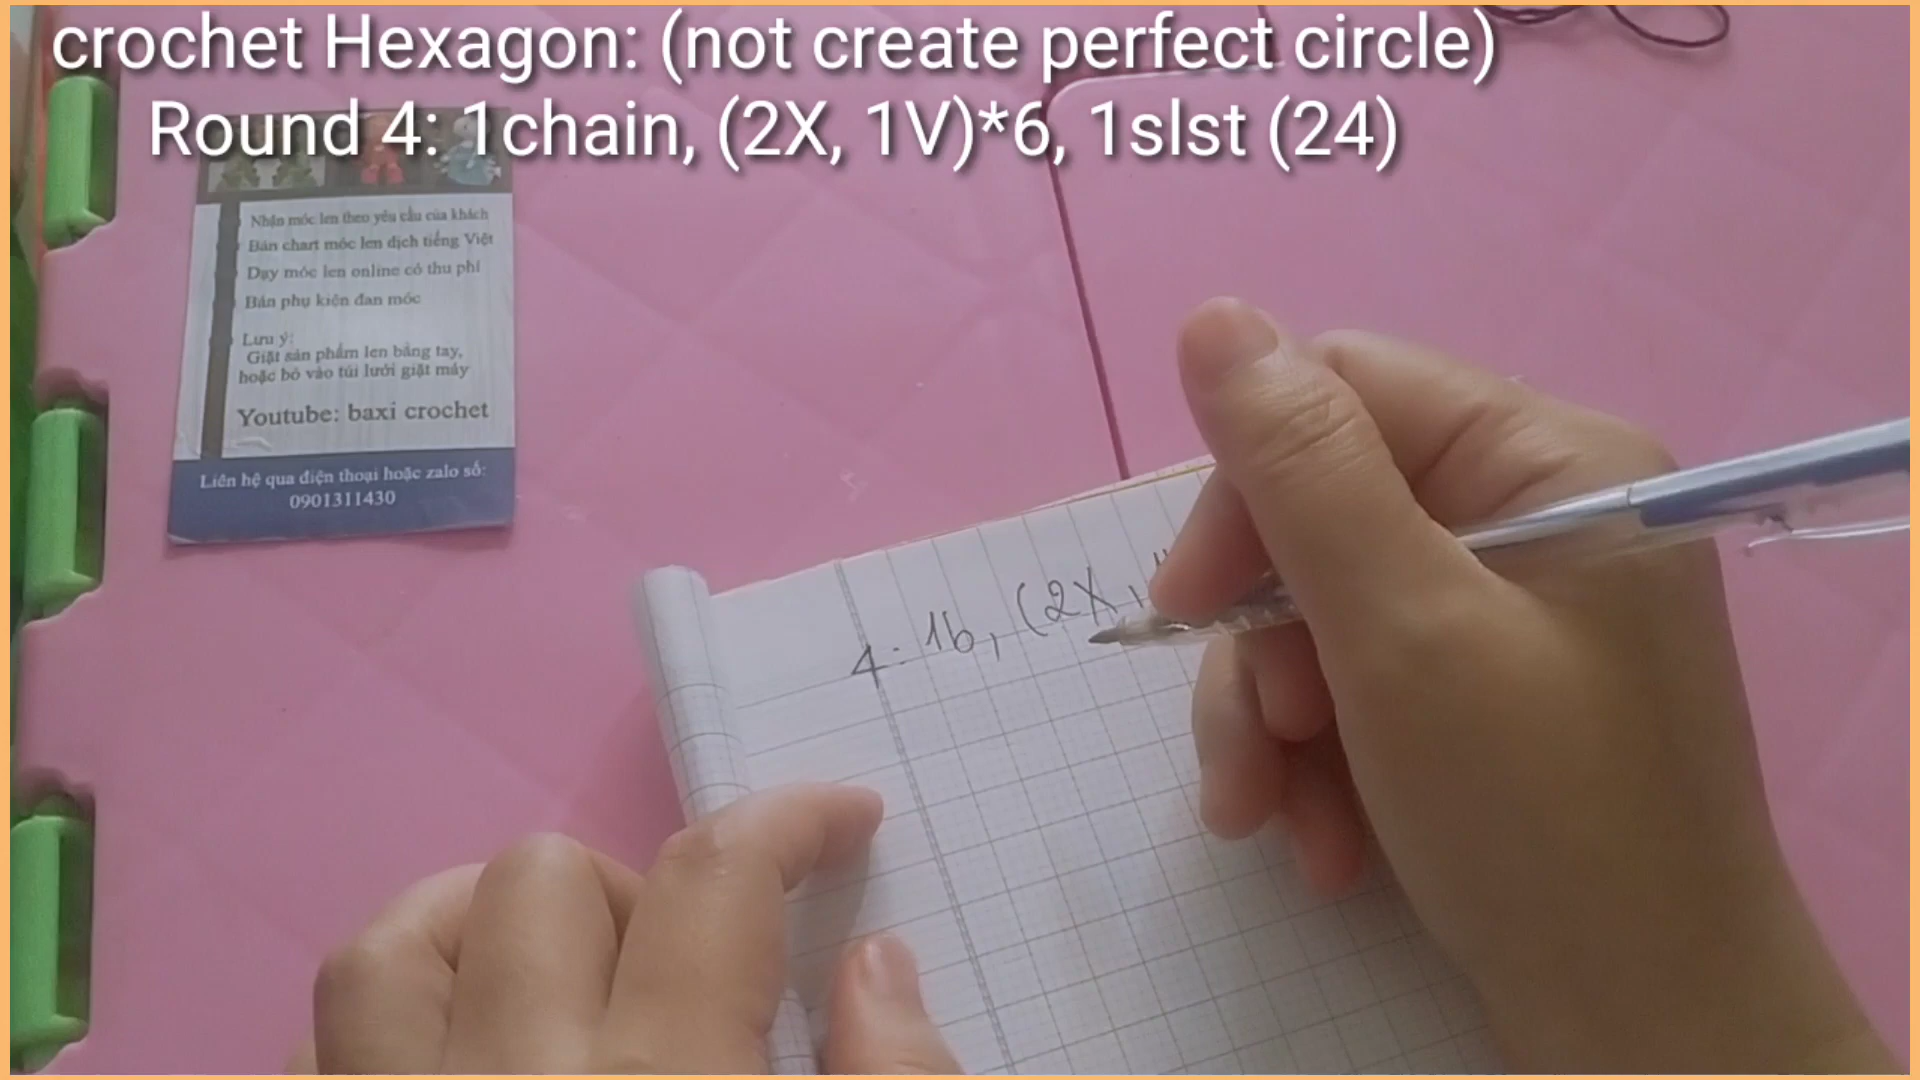 crochet Hexagon: (not create perfect circle)
Round 4: 1chain, (2X, 1V)*6, 1slst (24)
Nhận móc len theo yêu cầu của khách
Bán chart móc len dịch tiếng Việt
Dạy móc len online có thu phí
Bán phụ kiện đan móc
Lưu ý:
Giặt sản phẩm len bằng tay,
hoặc bỏ vào túi lưới giặt máy
Youtube: baxi crochet
Liên hệ qua điện thoại hoặc zalo số:
0901311430
4: 1b, (2X,